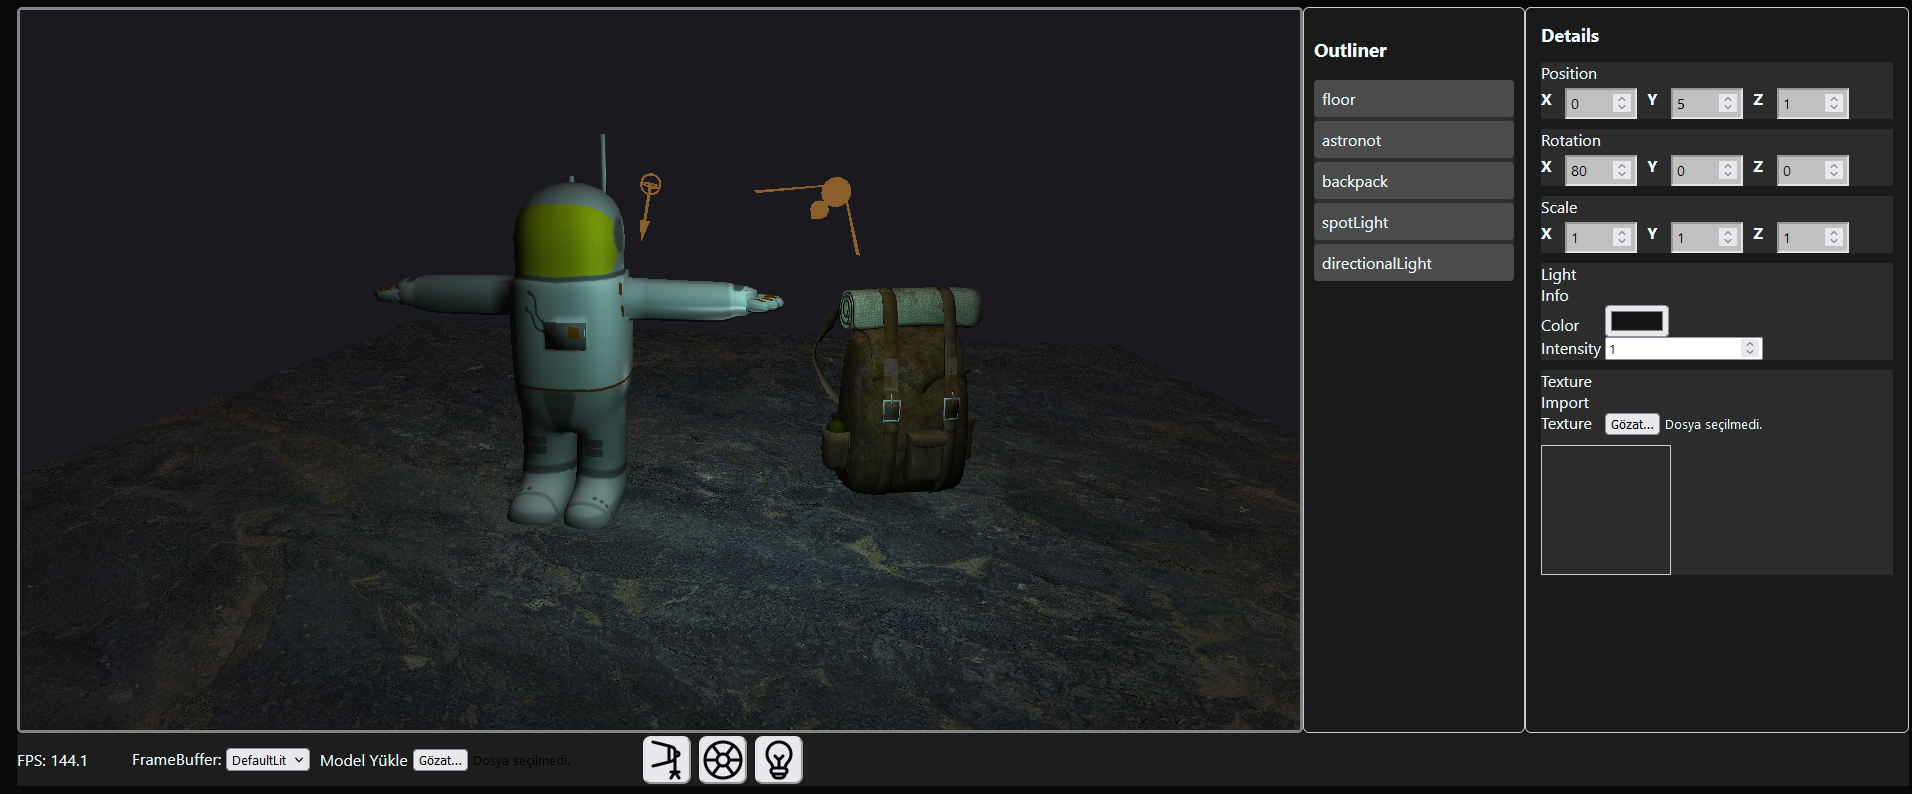 Outliner
floor
astronot
backpack
spotLight
directionalLight
Details
Position
X 0 Y 5 Z 1
Rotation
X 80 Y 0 Z 0
Scale
X 1 Y 1 Z 1
Light
Info
Color
Intensity 1
Texture
Import
Texture Gözat... Dosya seçilmedi.
FPS: 144.1 FrameBuffer: DefaultLit Model Yükle Gözat... Dosya seçilmedi.